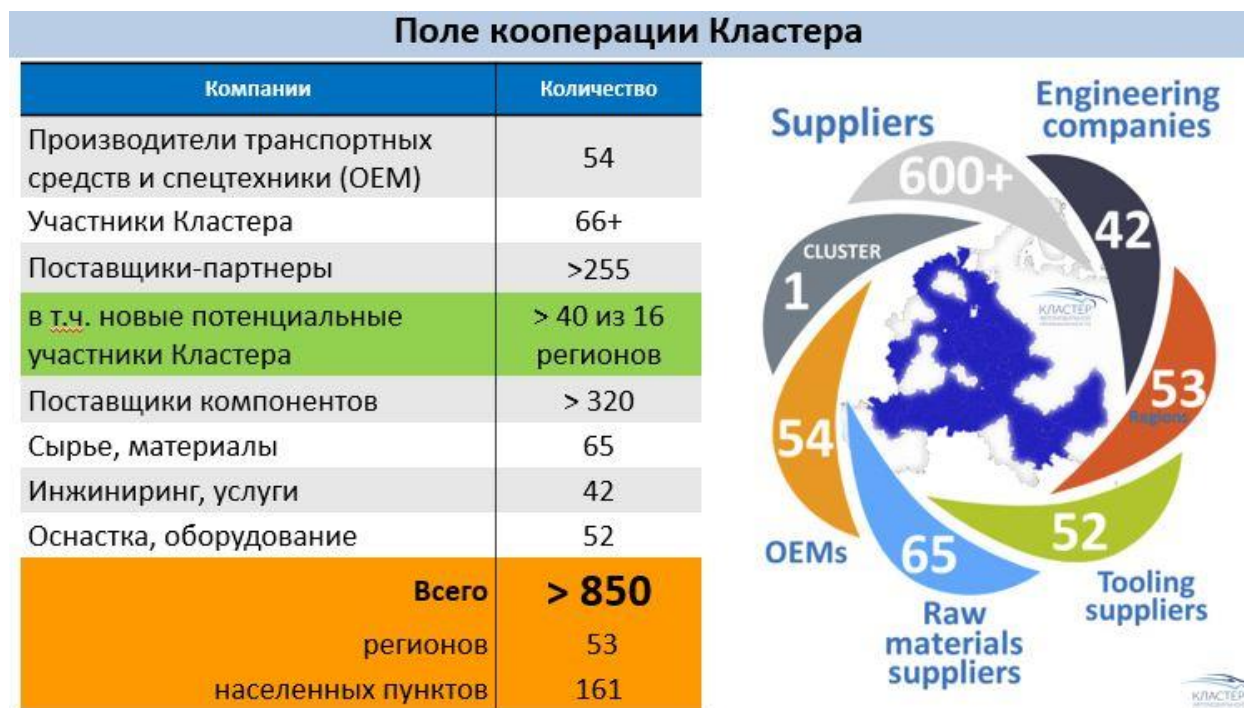 Поле кооперации Кластера
Компании Количество
Производители транспортных
средств и спецтехники (OEM) 54
Участники Кластера 66+
Поставщики-партнеры >255
в т.ч. новые потенциальные
участники Кластера
> 40 из 16
регионов
Поставщики компонентов > 320
Сырье, материалы 65
Инжиниринг, услуги 42
Оснастка, оборудование 52
Всего > 850
регионов 53
населенных пунктов 161
Suppliers
Engineering
companies
600+
42
CLUSTER
1
КЛАСТЕР
53
Regions
54
52
65
OEMs
Tooling
suppliers
Raw
materials
suppliers
КЛАСТЕР